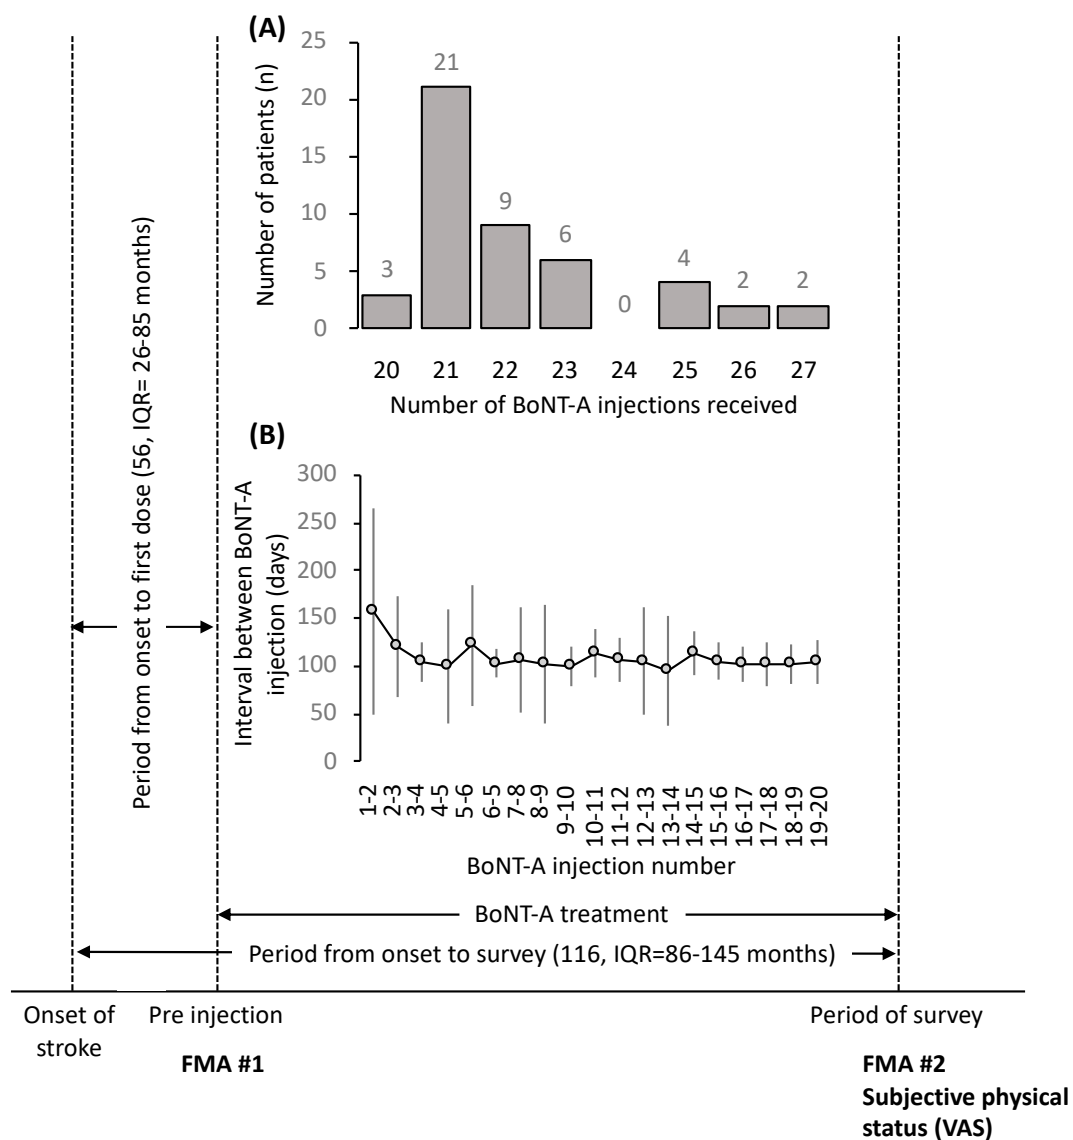 (A)
Number of patients (n)
25
20
15
10
5
0
3
21
9
6
0
4
2
2
20 21 22 23 24 25 26 27
Number of BoNT-A injections received
Period from onset to first dose (56, IQR= 26-85 months)
(B)
Interval between BoNT-A
injection (days)
300
250
200
150
100
50
0
1-2
2-3
3-4
4-5
5-6
6-5
7-8
8-9
9-10
10-11
11-12
12-13
13-14
14-15
15-16
16-17
17-18
18-19
19-20
BoNT-A injection number
BoNT-A treatment
Period from onset to survey (116, IQR=86-145 months)
Onset of
stroke
Pre injection
FMA #1
Period of survey
FMA #2
Subjective physical
status (VAS)